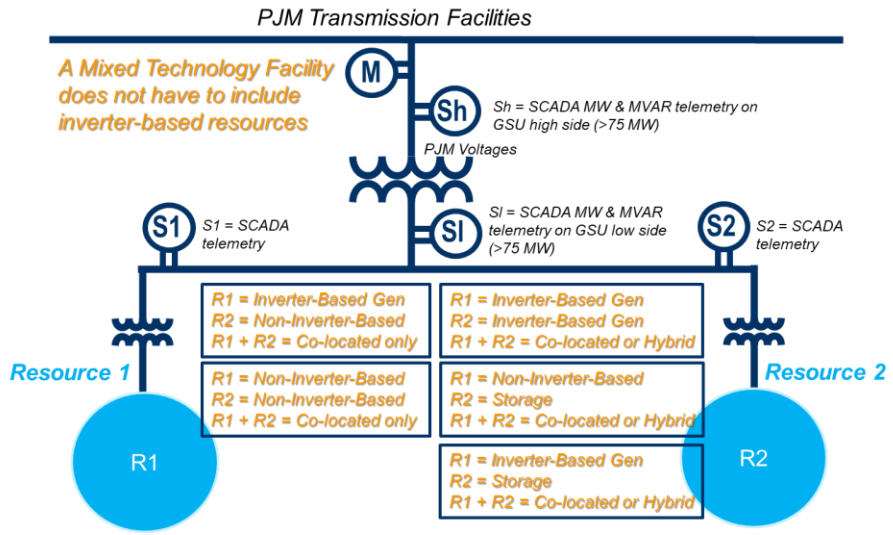 PJM Transmission Facilities
A Mixed Technology Facility
does not have to include
inverter-based resources
M
Sh
Sh = SCADA MW & MVAR telemetry on
GSU high side (>75 MW)
PJM Voltages
S1
S1 = SCADA
telemetry
Sl
Sl = SCADA MW & MVAR
telemetry on GSU low side
(>75 MW)
S2
S2 = SCADA
telemetry
R1 = Inverter-Based Gen
R2 = Non-Inverter-Based
R1 + R2 = Co-located only
R1 = Inverter-Based Gen
R2 = Inverter-Based Gen
R1 + R2 = Co-located or Hybrid
Resource 1
Resource 2
R1 = Non-Inverter-Based
R2 = Non-Inverter-Based
R1 + R2 = Co-located only
R1 = Non-Inverter-Based
R2 = Storage
R1 + R2 = Co-located or Hybrid
R1
R2
R1 = Inverter-Based Gen
R2 = Storage
R1 + R2 = Co-located or Hybrid